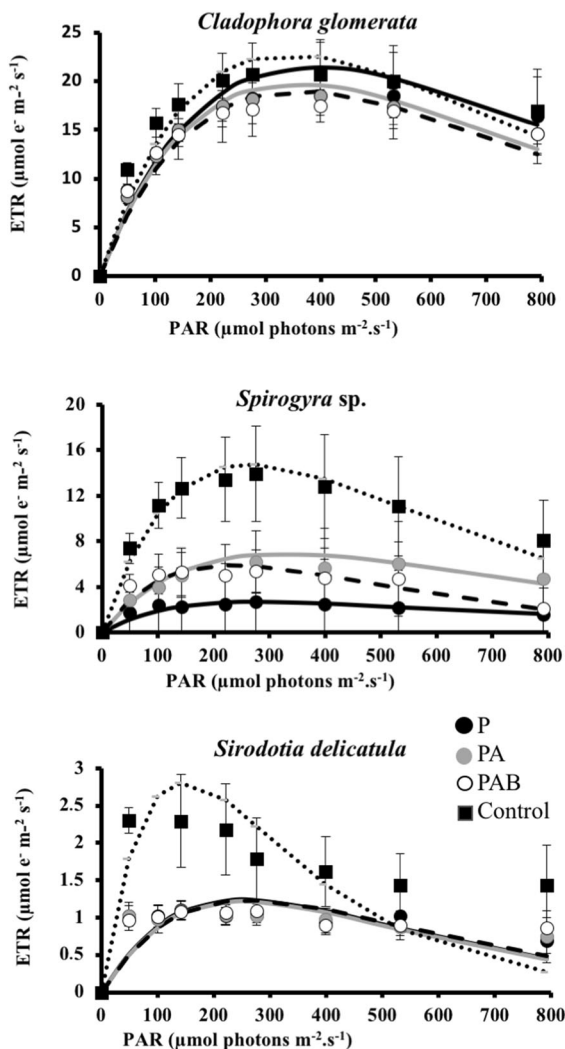 Cladophora glomerata
25
20
15
10
5
0
ETR (µmol e- m-² s-¹)
0 100 200 300 400 500 600 700 800
PAR (µmol photons m-².s-¹)
Spirogyra sp.
20
16
12
8
4
0
ETR (µmol e- m-² s-¹)
0 100 200 300 400 500 600 700 800
PAR (µmol photons m-².s-¹)
P
PA
PAB
Control
Sirodotia delicatula
3
2.5
2
1.5
1
0.5
0
ETR (µmol e- m-² s-¹)
0 100 200 300 400 500 600 700 800
PAR (µmol photons m-².s-¹)